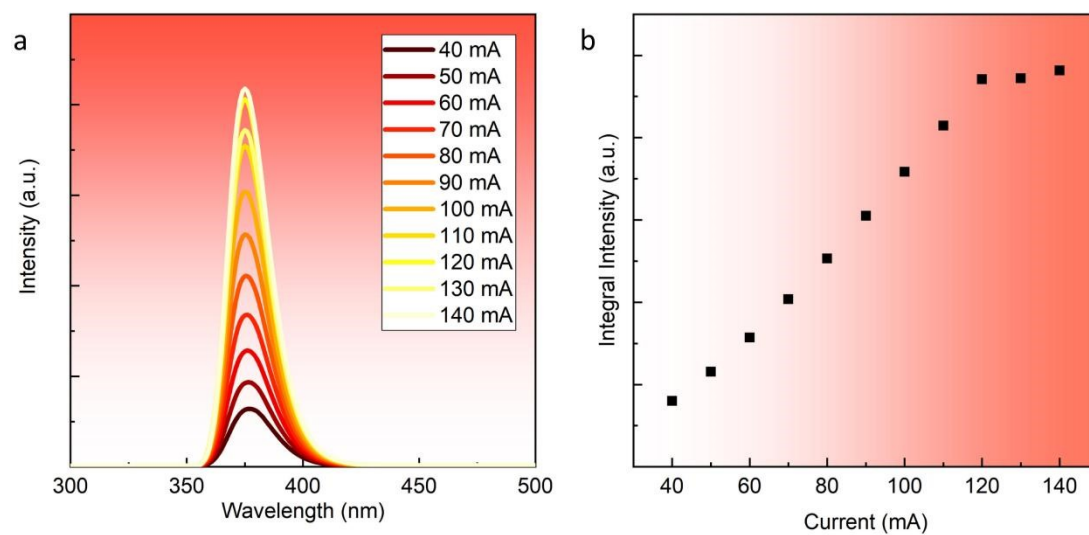 a
Intensity (a.u.)
40 mA
50 mA
60 mA
70 mA
80 mA
90 mA
100 mA
110 mA
120 mA
130 mA
140 mA
300 350 400 450 500
Wavelength (nm)
b
Integral Intensity (a.u.)
40 60 80 100 120 140
Current (mA)